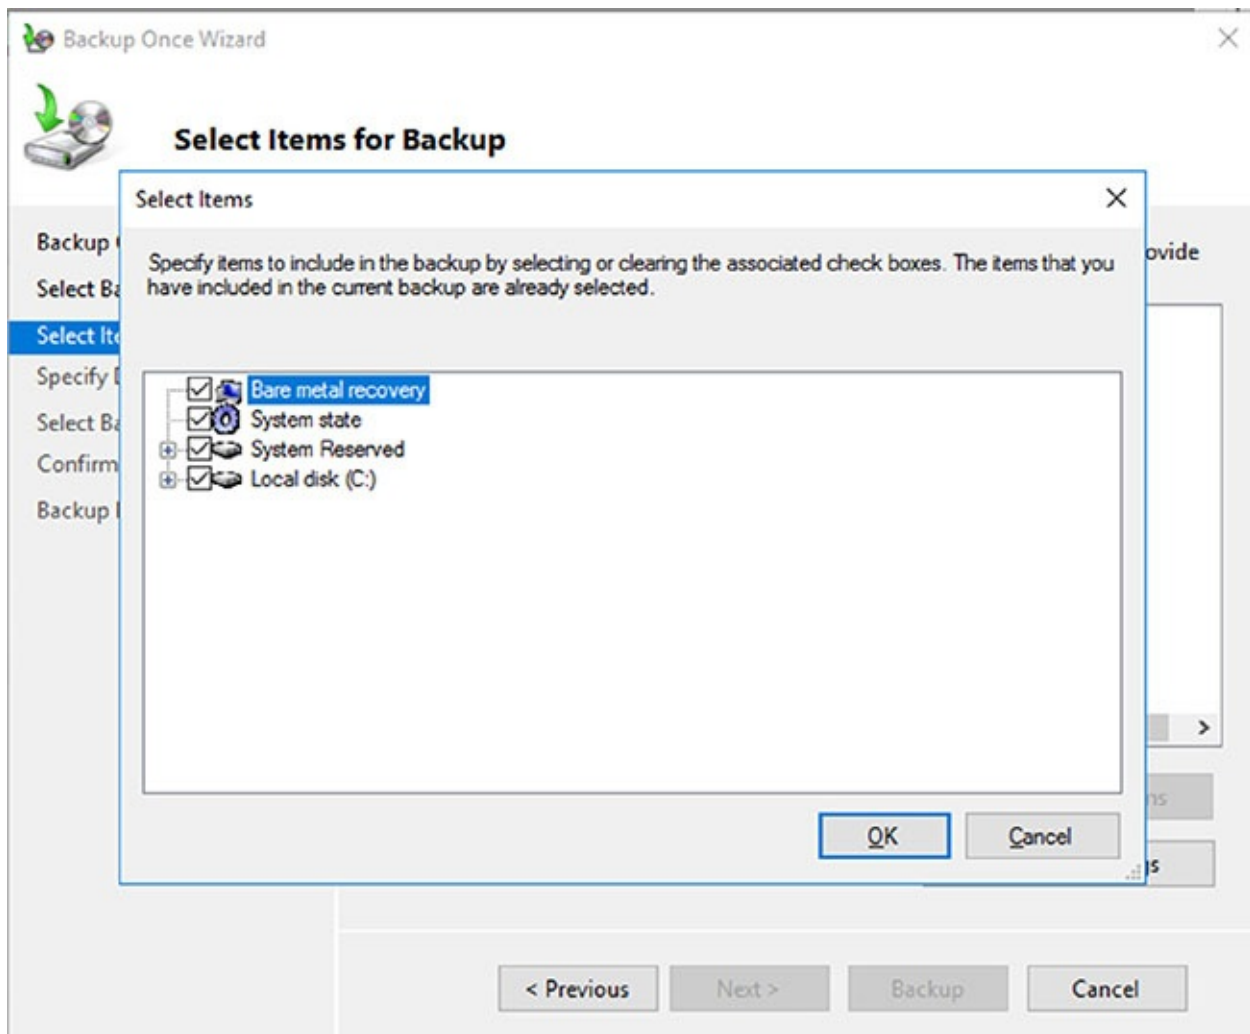 Backup Once Wizard
Select Items for Backup
Select Items
Specify items to include in the backup by selecting or clearing the associated check boxes. The items that you
have included in the current backup are already selected.
Bare metal recovery
System state
System Reserved
Local disk (C:)
OK
Cancel
Backup
Select
Select
Specify
Select
Confirm
Backup
< Previous
Next >
Backup
Cancel